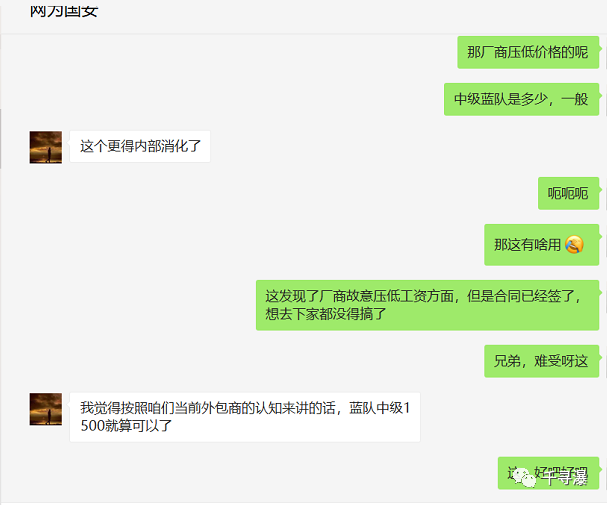 网为国安
那厂商压低价格的呢
中级蓝队是多少，一般
这个更得内部消化了
呃呃呃
那这有啥用
这发现了厂商故意压低工资方面，但是合同已经签了，
想去下家都没得搞了
兄弟，难受呀这
我觉得按照咱们当前外包商的认知来讲的话，蓝队中级1
500就算可以了
好吧好吧
千寻瀑